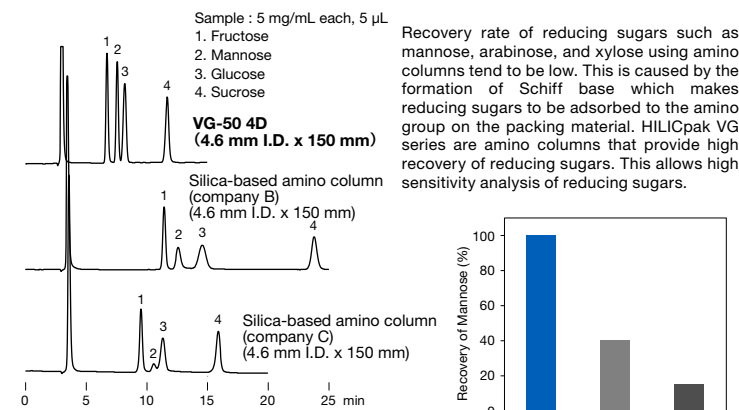 Sample : 5 mg/mL each, 5 µL
1. Fructose
2. Mannose
3. Glucose
4. Sucrose
VG-50 4D
(4.6 mm I.D. x 150 mm)
1
2
3
4
Silica-based amino column
(company B)
(4.6 mm I.D. x 150 mm)
1
2
3
4
Silica-based amino column
(company C)
(4.6 mm I.D. x 150 mm)
1
2
3
4
0 5 10 15 20 25 min
Recovery rate of reducing sugars such as
mannose, arabinose, and xylose using amino
columns tend to be low. This is caused by the
formation of Schiff base which makes
reducing sugars to be adsorbed to the amino
group on the packing material. HILICpak VG
series are amino columns that provide high
recovery of reducing sugars. This allows high
sensitivity analysis of reducing sugars.
Recovery of Mannose (%)
100
80
60
40
20
0